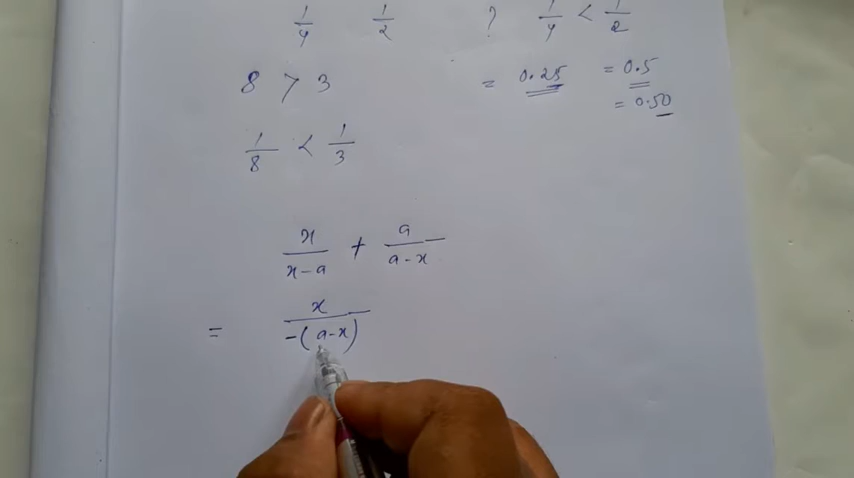 1/4 1/2 ? 1/4 < 1/2
8 > 3 = 0.25 = 0.5
= 0.50
1/8 < 1/3
x/(x-a) + a/(a-x)
= x/-(a-x)